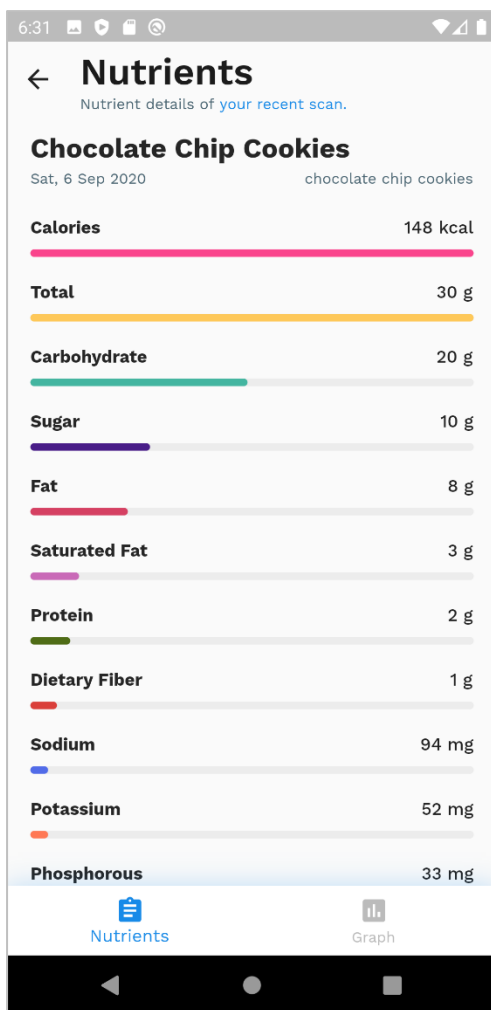 6:31
Nutrients
Nutrient details of your recent scan.
Chocolate Chip Cookies
Sat, 6 Sep 2020 chocolate chip cookies
Calories 148 kcal
Total 30 g
Carbohydrate 20 g
Sugar 10 g
Fat 8 g
Saturated Fat 3 g
Protein 2 g
Dietary Fiber 1 g
Sodium 94 mg
Potassium 52 mg
Phosphorous 33 mg
Nutrients Graph